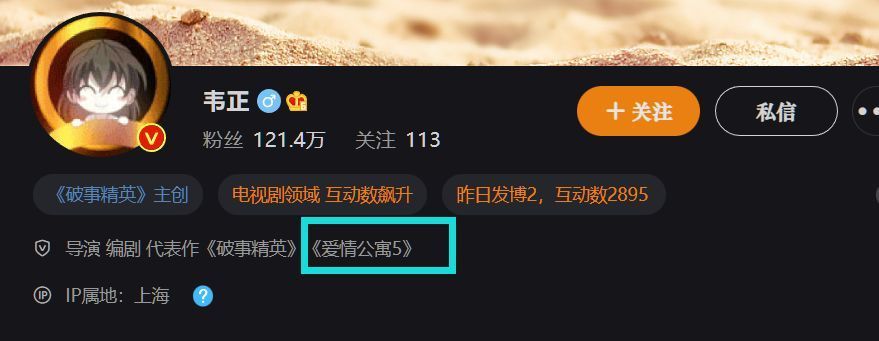 韦正
粉丝 121.4万 关注 113
+ 关注
私信
《破事精英》主创
电视剧领域 互动数飙升
昨日发博2，互动数2895
导演 编剧 代表作《破事精英》《爱情公寓5》
IP属地：上海 ?